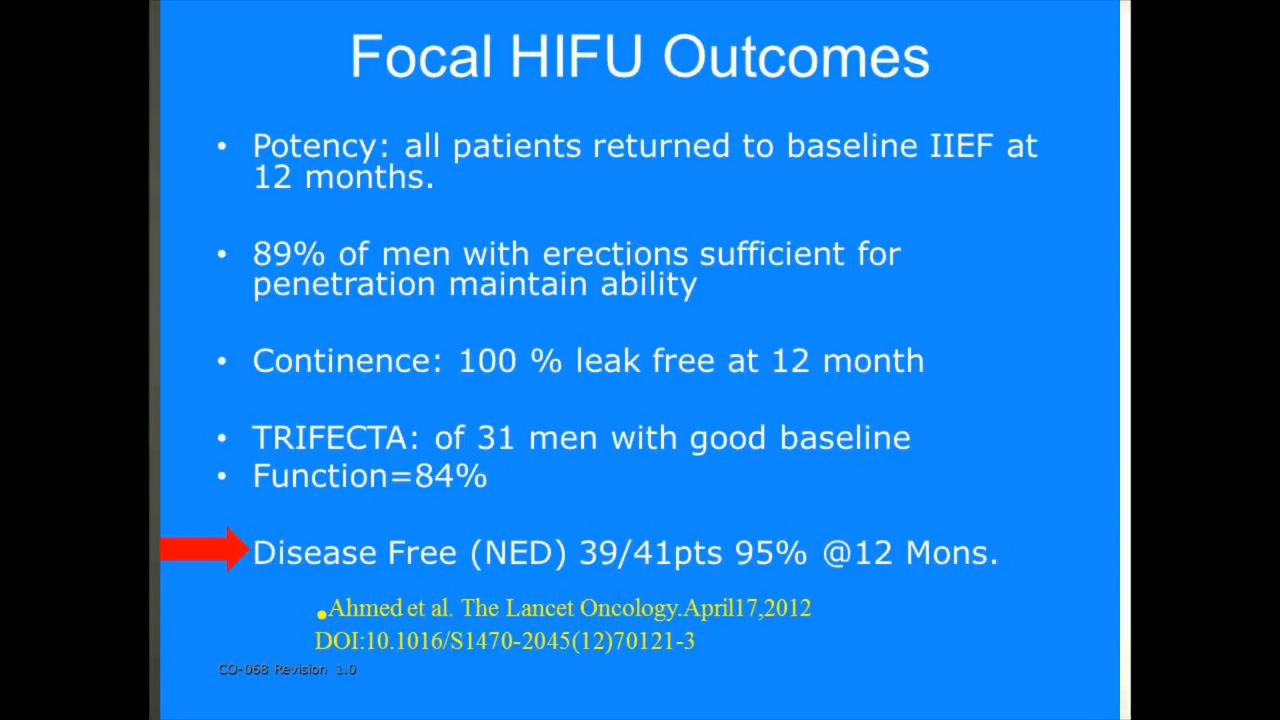 Focal HIFU Outcomes
• Potency: all patients returned to baseline IIEF at
12 months.
• 89% of men with erections sufficient for
penetration maintain ability
• Continence: 100 % leak free at 12 month
• TRIFECTA: of 31 men with good baseline
• Function=84%
Disease Free (NED) 39/41pts 95% @12 Mons.
•Ahmed et al. The Lancet Oncology.April17,2012
DOI:10.1016/S1470-2045(12)70121-3
CO-068 Revision 1.0